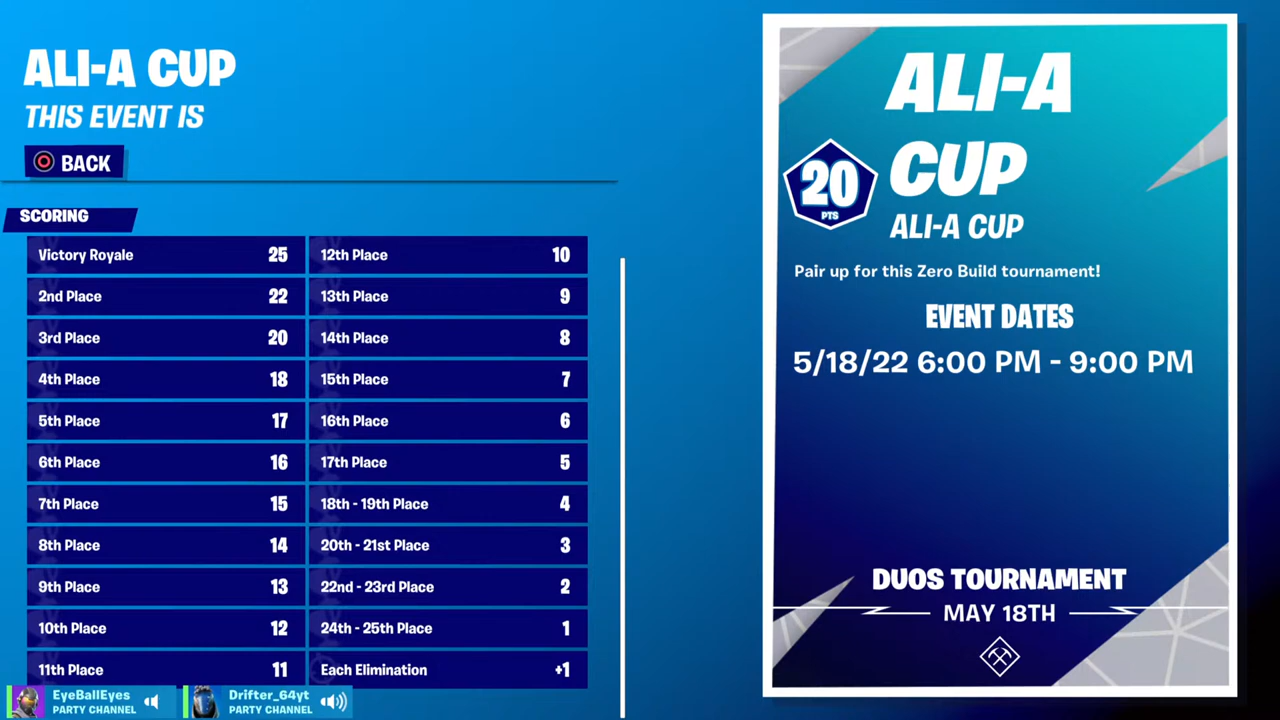 ALI-A CUP
THIS EVENT IS
BACK
SCORING
Victory Royale 25
2nd Place 22
3rd Place 20
4th Place 18
5th Place 17
6th Place 16
7th Place 15
8th Place 14
9th Place 13
10th Place 12
11th Place 11
12th Place 10
13th Place 9
14th Place 8
15th Place 7
16th Place 6
17th Place 5
18th - 19th Place 4
20th - 21st Place 3
22nd - 23rd Place 2
24th - 25th Place 1
Each Elimination +1
EyeBallEyes
PARTY CHANNEL
Drifter_64yt
PARTY CHANNEL
ALI-A
CUP
20
PTS
ALI-A CUP
Pair up for this Zero Build tournament!
EVENT DATES
5/18/22 6:00 PM - 9:00 PM
DUOS TOURNAMENT
MAY 18TH